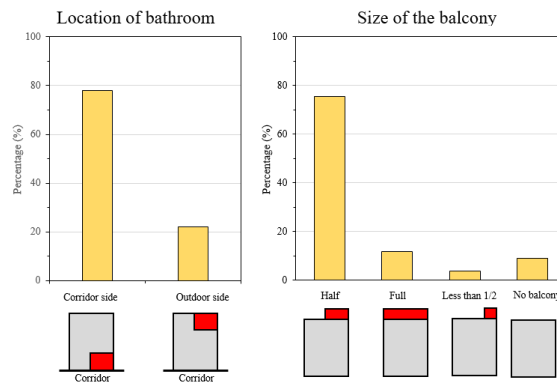 Location of bathroom
Percentage (%)
100
80
60
40
20
0
Corridor side
Outdoor side
Corridor
Corridor
Size of the balcony
Percentage (%)
100
80
60
40
20
0
Half
Full
Less than 1/2
No balcony